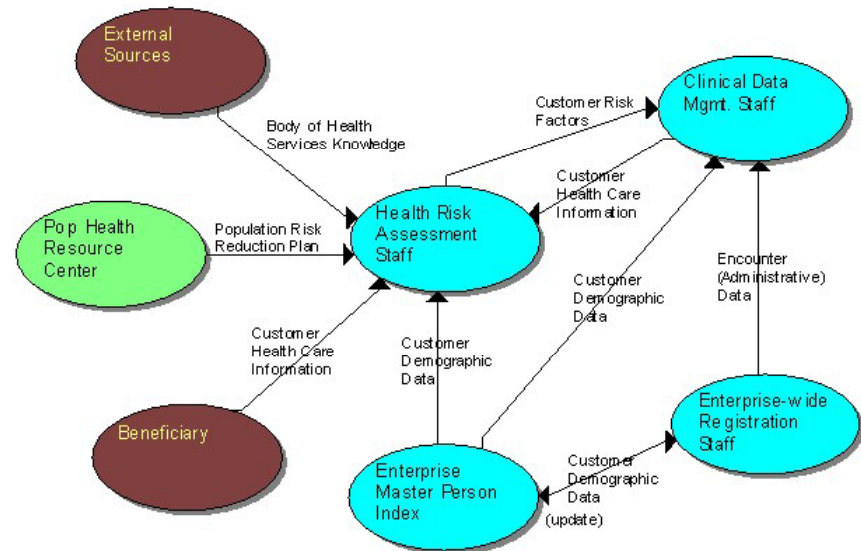 External
Sources
Clinical Data
Mgmt. Staff
Customer Risk
Factors
Body of Health
Services Knowledge
Customer
Health Care
Information
Pop Health
Resource
Center
Population Risk
Reduction Plan
Health Risk
Assessment
Staff
Customer
Demographic
Data
Encounter
(Administrative)
Data
Customer
Health Care
Information
Customer
Demographic
Data
Beneficiary
Enterprise-wide
Registration
Staff
Enterprise
Master Person
Index
Customer
Demographic
Data
(update)